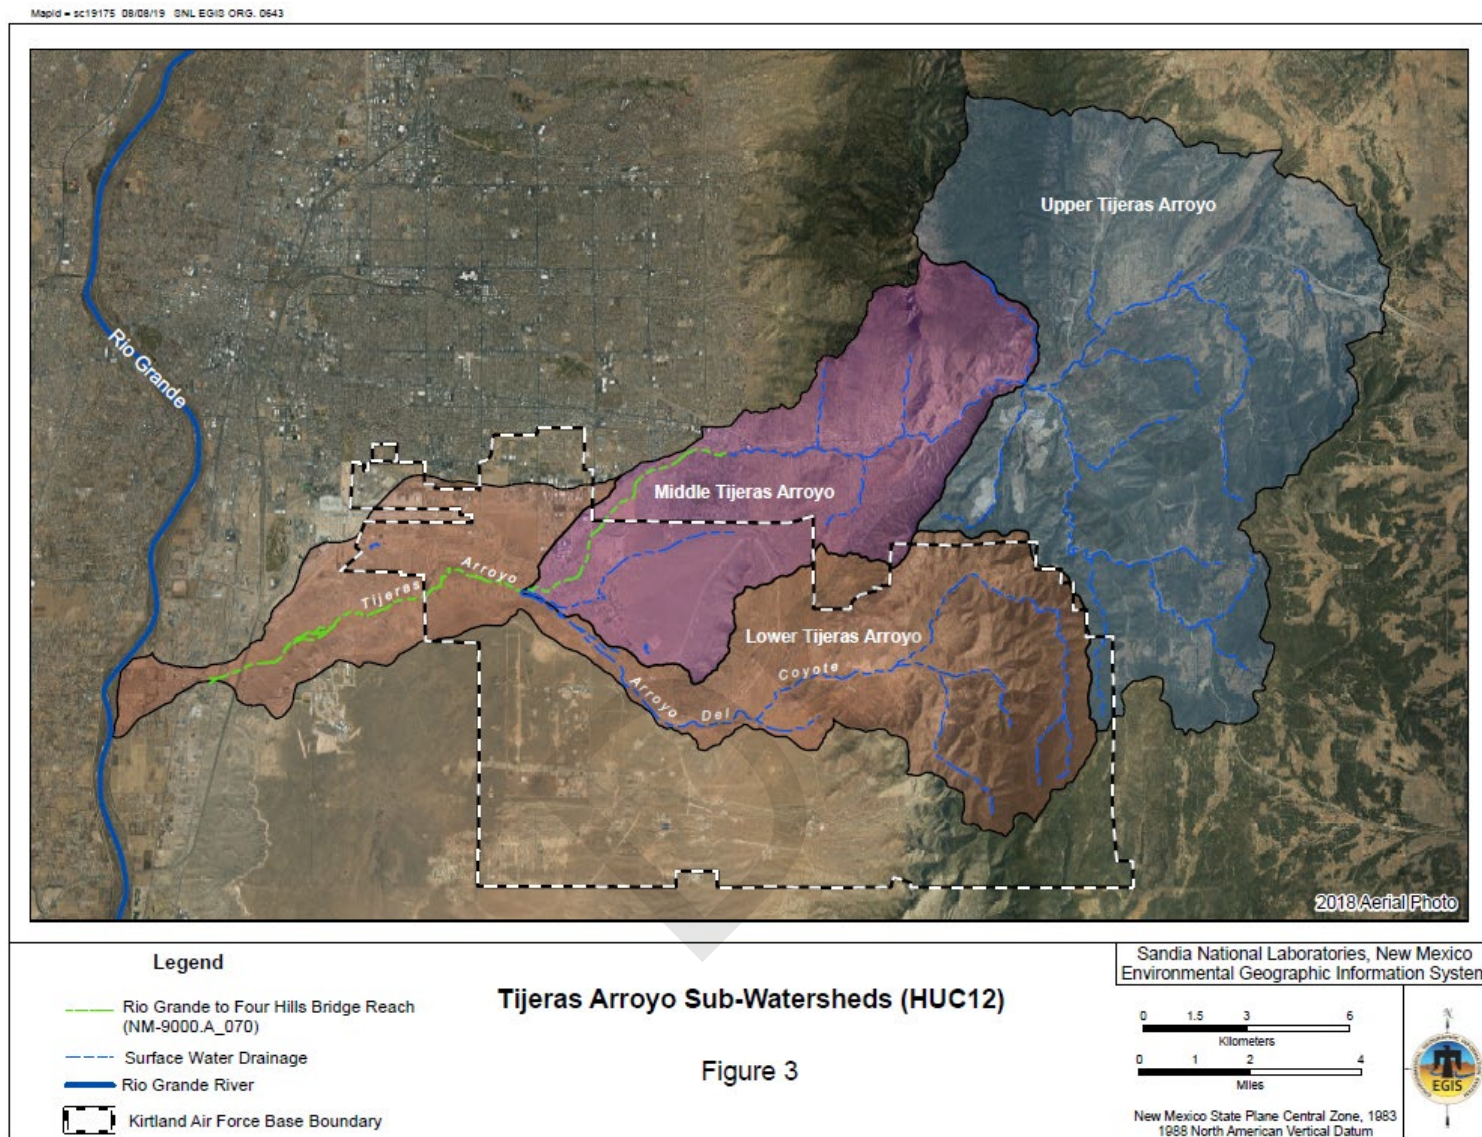 MapId = sc19175  08/08/19  SNL EGIS ORG. 0643
Upper Tijeras Arroyo
Rio Grande
Middle Tijeras Arroyo
Tijeras Arroyo
Lower Tijeras Arroyo
Arroyo Del Coyote
2018 Aerial Photo
Legend
Rio Grande to Four Hills Bridge Reach
(NM-9000.A_070)
Surface Water Drainage
Rio Grande River
Kirtland Air Force Base Boundary
Tijeras Arroyo Sub-Watersheds (HUC12)
Figure 3
Sandia National Laboratories, New Mexico
Environmental Geographic Information System
0 1.5 3 6
Kilometers
0 1 2 4
Miles
New Mexico State Plane Central Zone, 1983
1988 North American Vertical Datum
N
EGIS